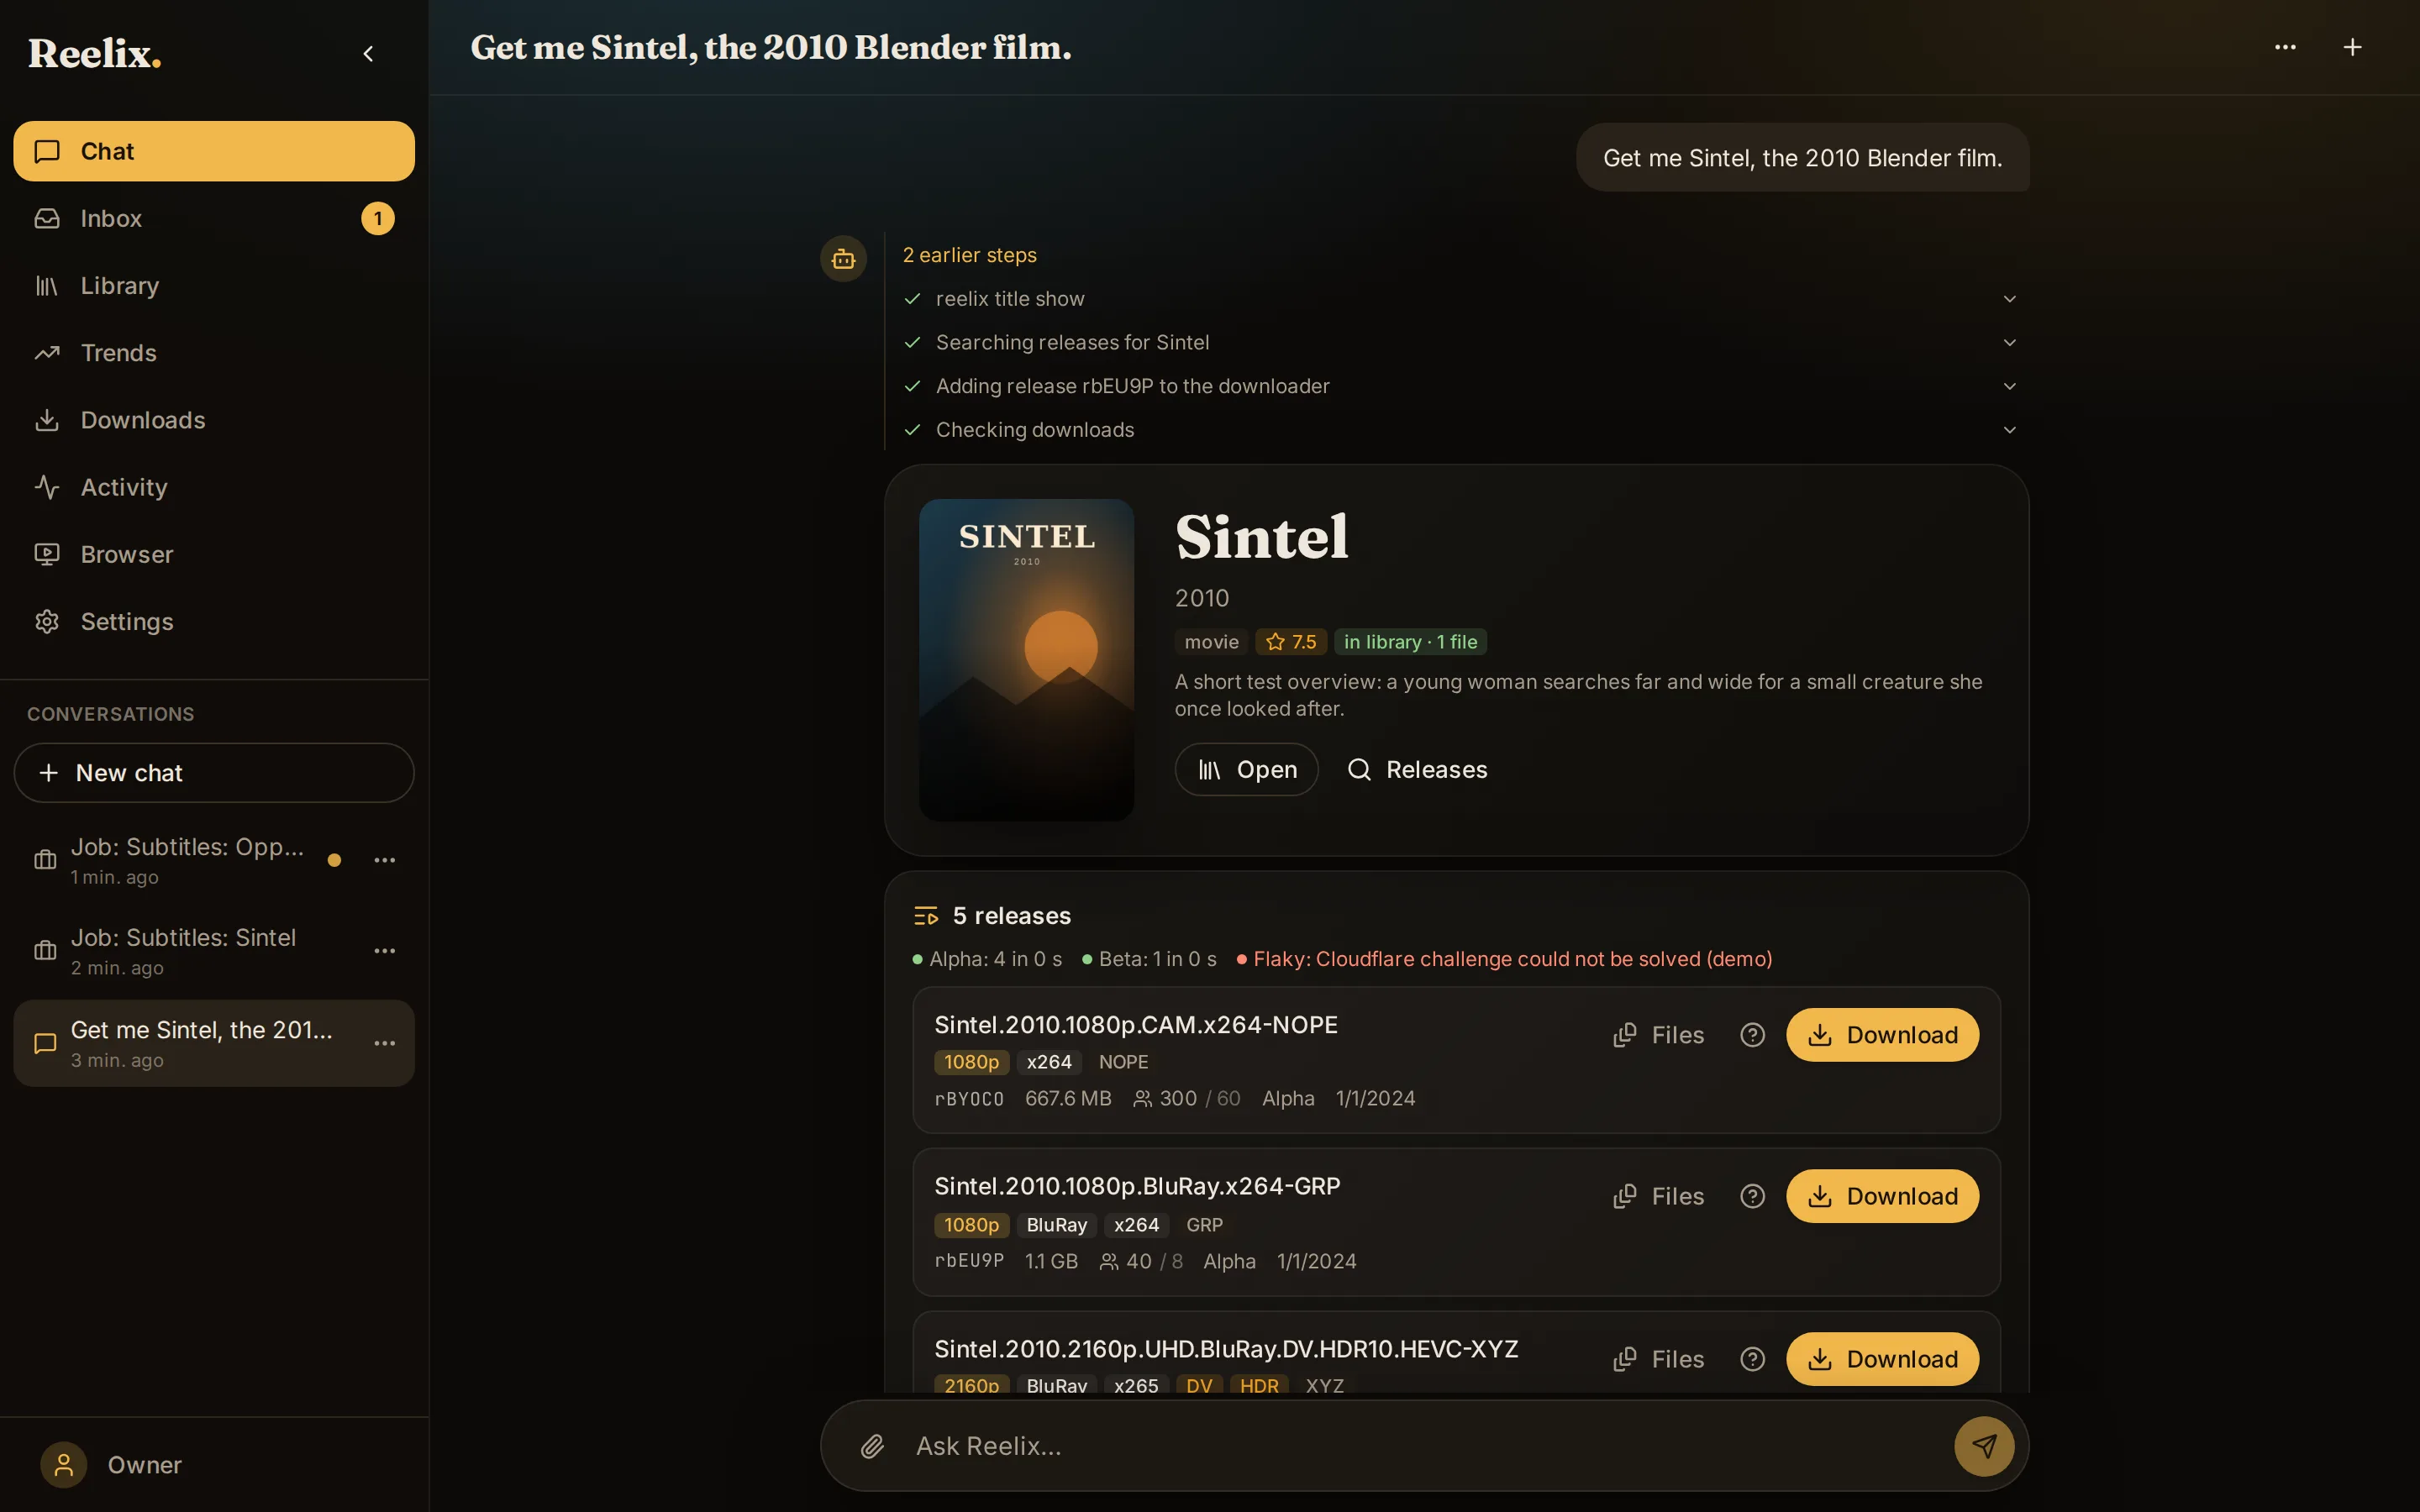 Reelix.
Chat
Inbox
1
Library
Trends
Downloads
Activity
Browser
Settings
CONVERSATIONS
New chat
Job: Subtitles: Opp...
1 min. ago
Job: Subtitles: Sintel
2 min. ago
Get me Sintel, the 201...
3 min. ago
Owner
Get me Sintel, the 2010 Blender film.
Get me Sintel, the 2010 Blender film.
2 earlier steps
reelix title show
Searching releases for Sintel
Adding release rbEU9P to the downloader
Checking downloads
SINTEL
2010
Sintel
2010
movie 7.5 in library · 1 file
A short test overview: a young woman searches far and wide for a small creature she
once looked after.
Open Releases
5 releases
Alpha: 4 in 0 s Beta: 1 in 0 s Flaky: Cloudflare challenge could not be solved (demo)
Sintel.2010.1080p.CAM.x264-NOPE
Files Download
1080p x264 NOPE
rBYOCO 667.6 MB 300 / 60 Alpha 1/1/2024
Sintel.2010.1080p.BluRay.x264-GRP
Files Download
1080p BluRay x264 GRP
rbEU9P 1.1 GB 40 / 8 Alpha 1/1/2024
Sintel.2010.2160p.UHD.BluRay.DV.HDR10.HEVC-XYZ
Files Download
2160p BluRay x265 DV HDR XYZ
Ask Reelix...